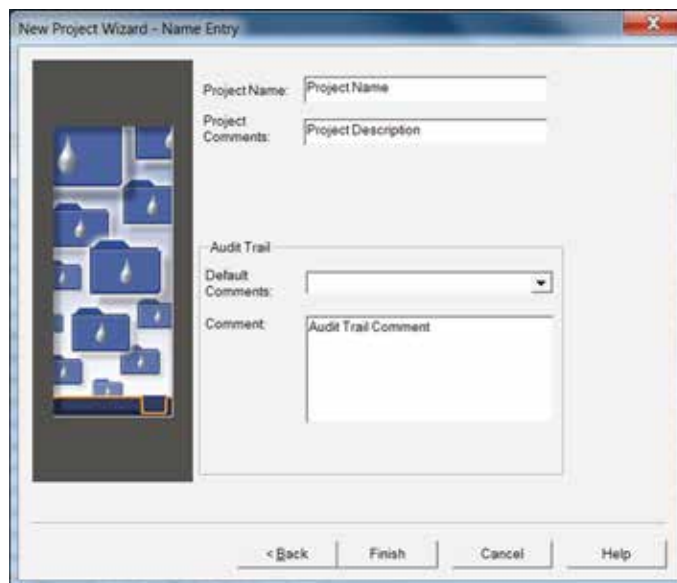 New Project Wizard - Name Entry
Project Name: Project Name
Project
Comments: Project Description
Audit Trail
Default
Comments:
Comment: Audit Trail Comment
< Back Finish Cancel Help